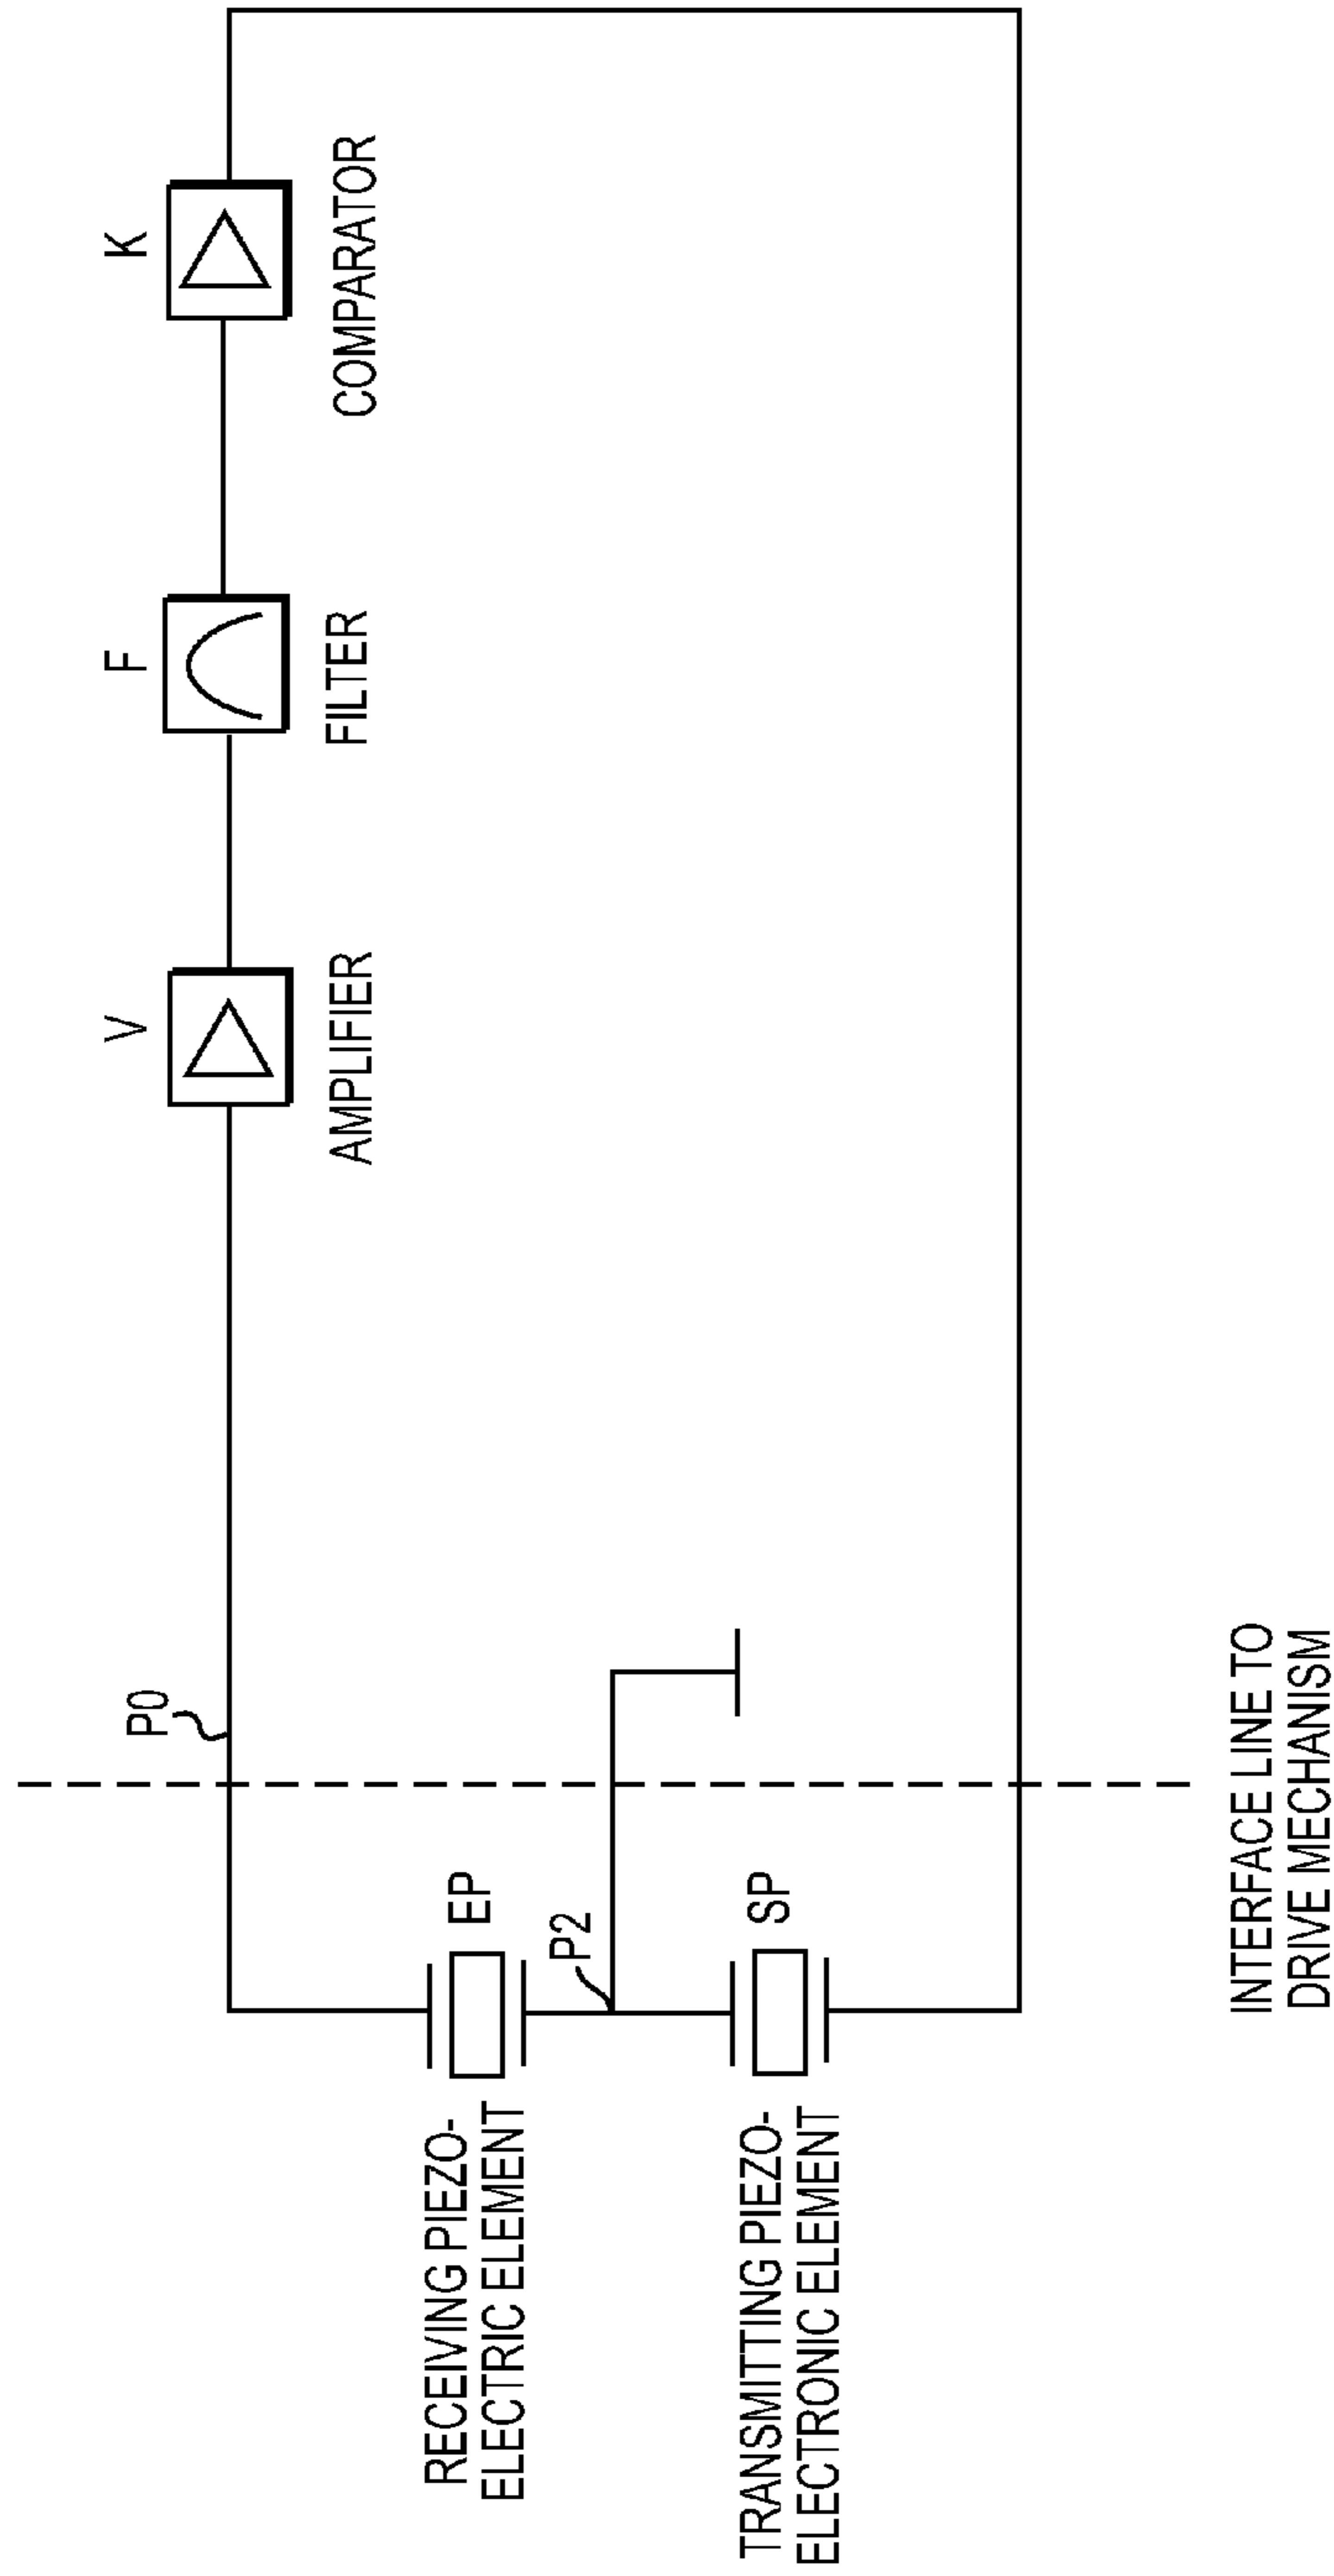 V
F
K
AMPLIFIER
FILTER
COMPARATOR
P0
RECEIVING PIEZO-
ELECTRIC ELEMENT
EP
P2
TRANSMITTING PIEZO-
ELECTRONIC ELEMENT
SP
INTERFACE LINE TO
DRIVE MECHANISM